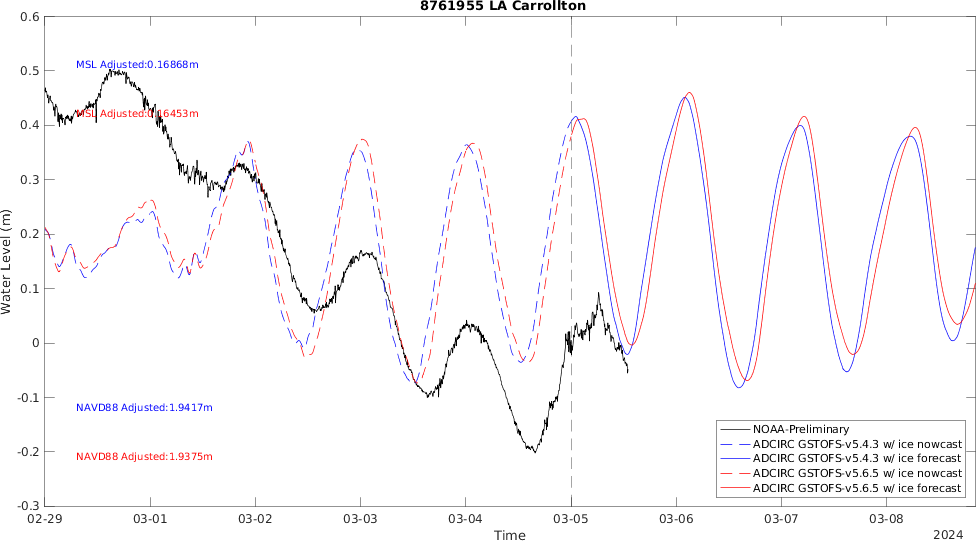 8761955 LA Carrollton
0.6
0.5
0.4
0.3
0.2
0.1
0
-0.1
-0.2
-0.3
Water Level (m)
MSL Adjusted:0.16868m
MSL Adjusted:0.16453m
NAVD88 Adjusted:1.9417m
NAVD88 Adjusted:1.9375m
NOAA-Preliminary
ADCIRC GSTOFS-v5.4.3 w/ ice nowcast
ADCIRC GSTOFS-v5.4.3 w/ ice forecast
ADCIRC GSTOFS-v5.6.5 w/ ice nowcast
ADCIRC GSTOFS-v5.6.5 w/ ice forecast
02-29 03-01 03-02 03-03 03-04 03-05 03-06 03-07 03-08
Time
2024